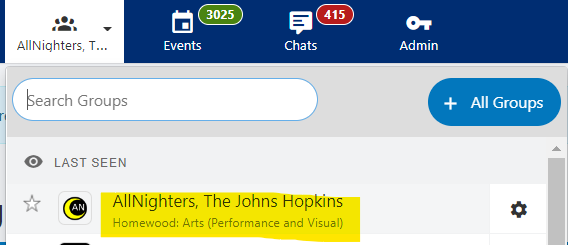 3025
415
AllNighters, T...
Events
Chats
Admin
Search Groups
+ All Groups
LAST SEEN
AN
AllNighters, The Johns Hopkins
Homewood: Arts (Performance and Visual)